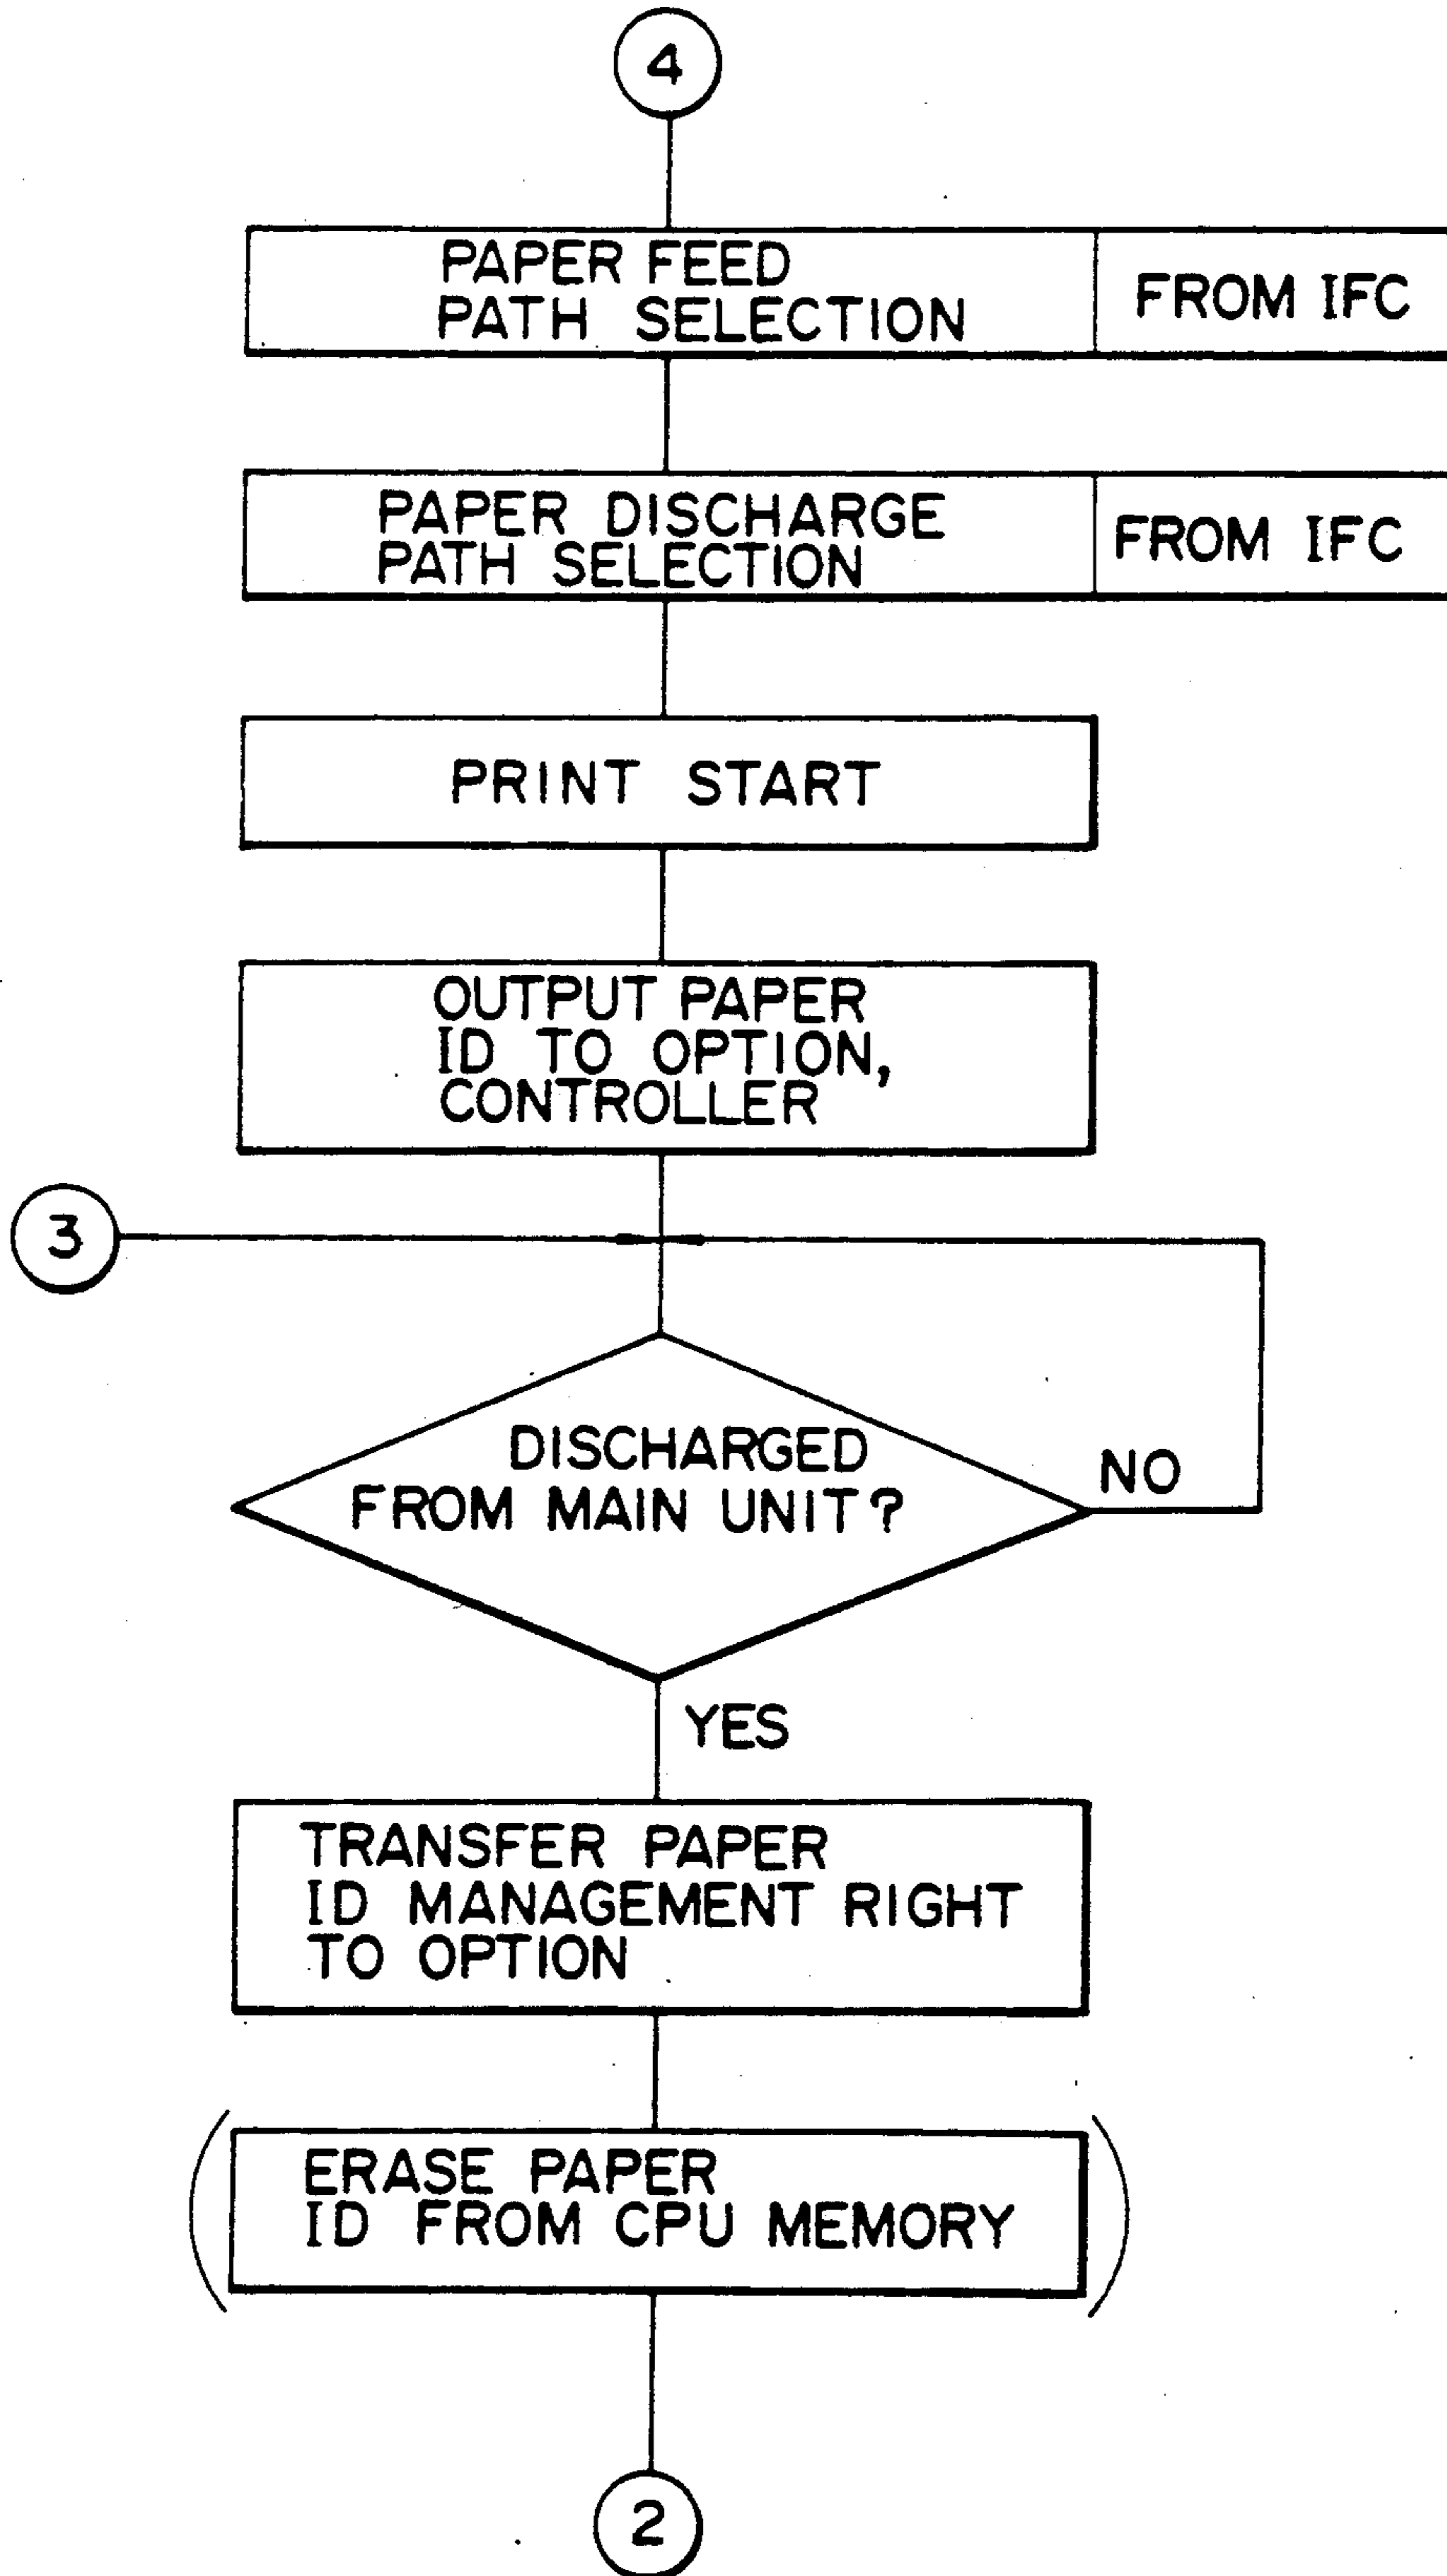 4
PAPER FEED
PATH SELECTION
FROM IFC
PAPER DISCHARGE
PATH SELECTION
FROM IFC
PRINT START
OUTPUT PAPER
ID TO OPTION,
CONTROLLER
3
DISCHARGED
FROM MAIN UNIT?
NO
YES
TRANSFER PAPER
ID MANAGEMENT RIGHT
TO OPTION
ERASE PAPER
ID FROM CPU MEMORY
2